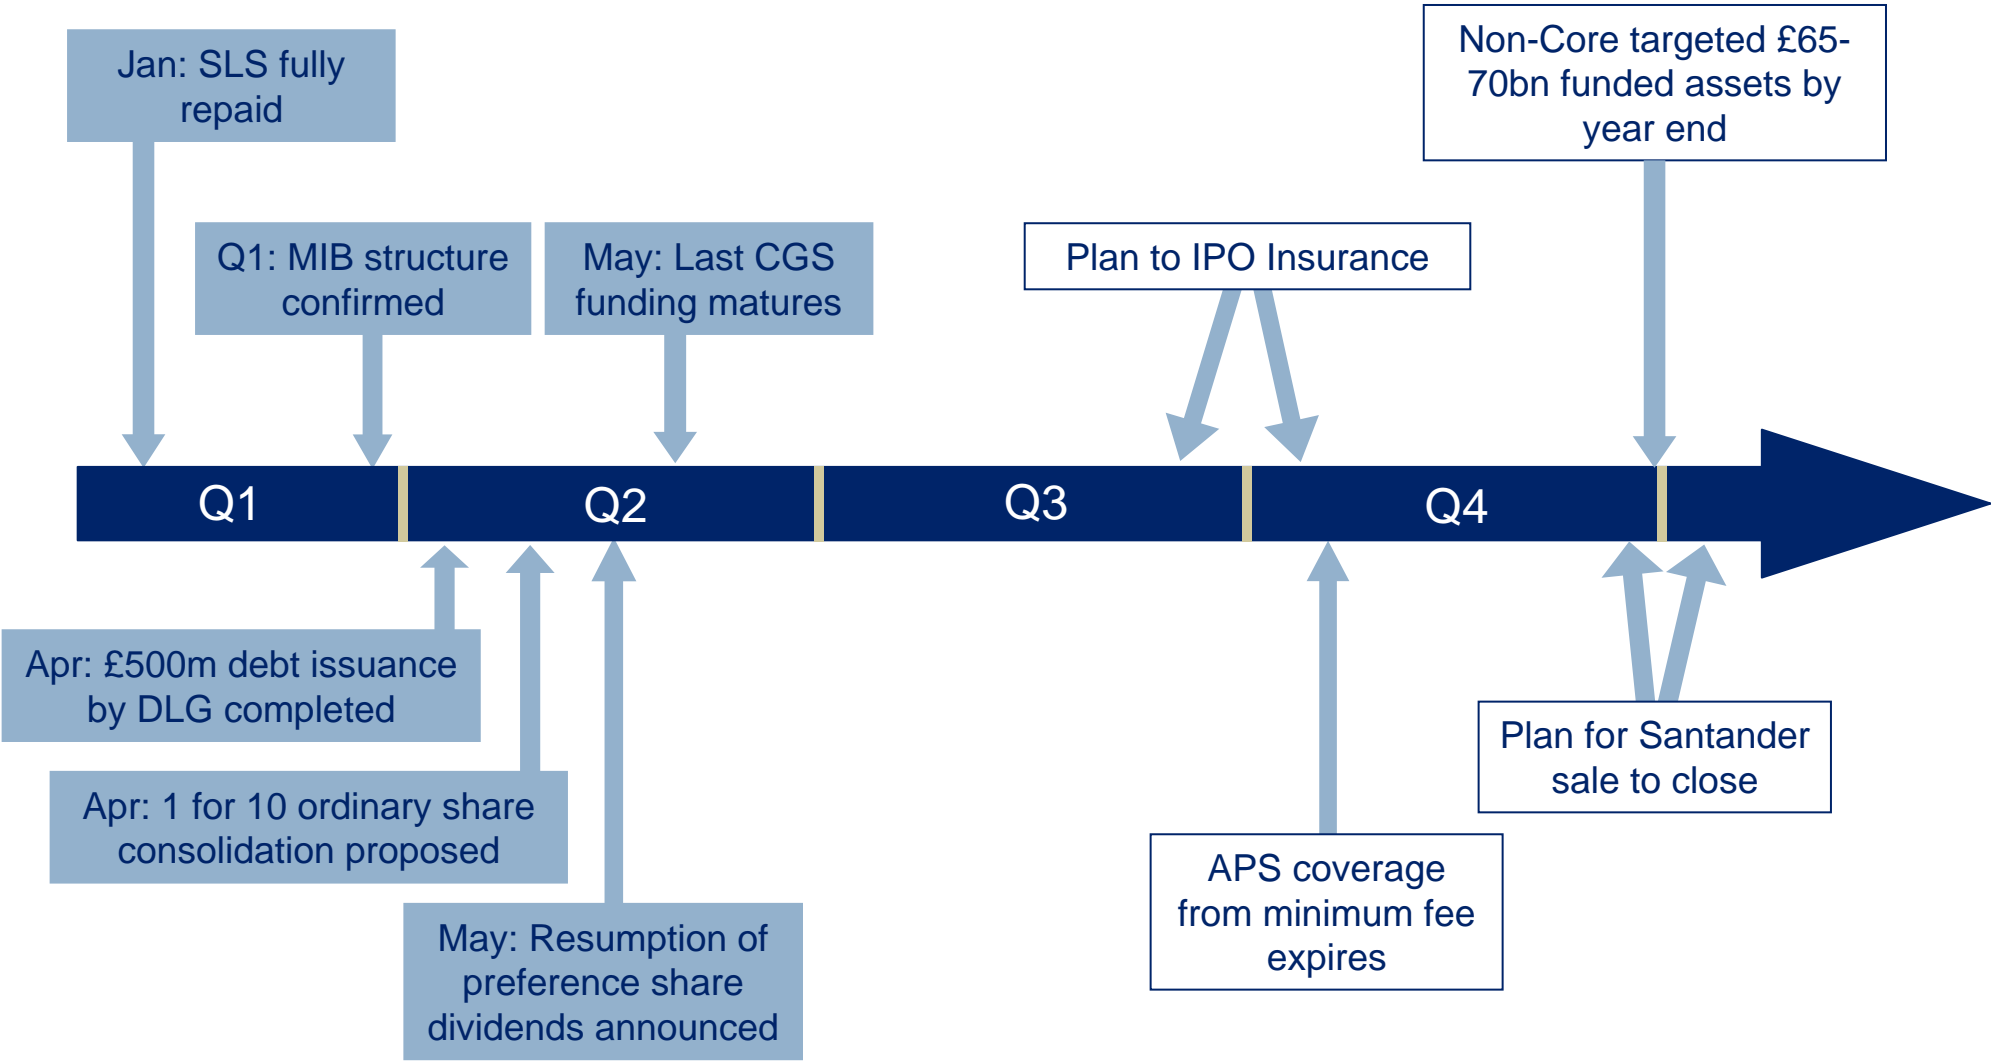 Non-Core targeted £65-
70bn funded assets by
year end
Jan: SLS fully
repaid
Q1: MIB structure
confirmed
May: Last CGS
funding matures
Plan to IPO Insurance
Q1
Q2
Q3
Q4
Apr: £500m debt issuance
by DLG completed
Apr: 1 for 10 ordinary share
consolidation proposed
May: Resumption of
preference share
dividends announced
APS coverage
from minimum fee
expires
Plan for Santander
sale to close